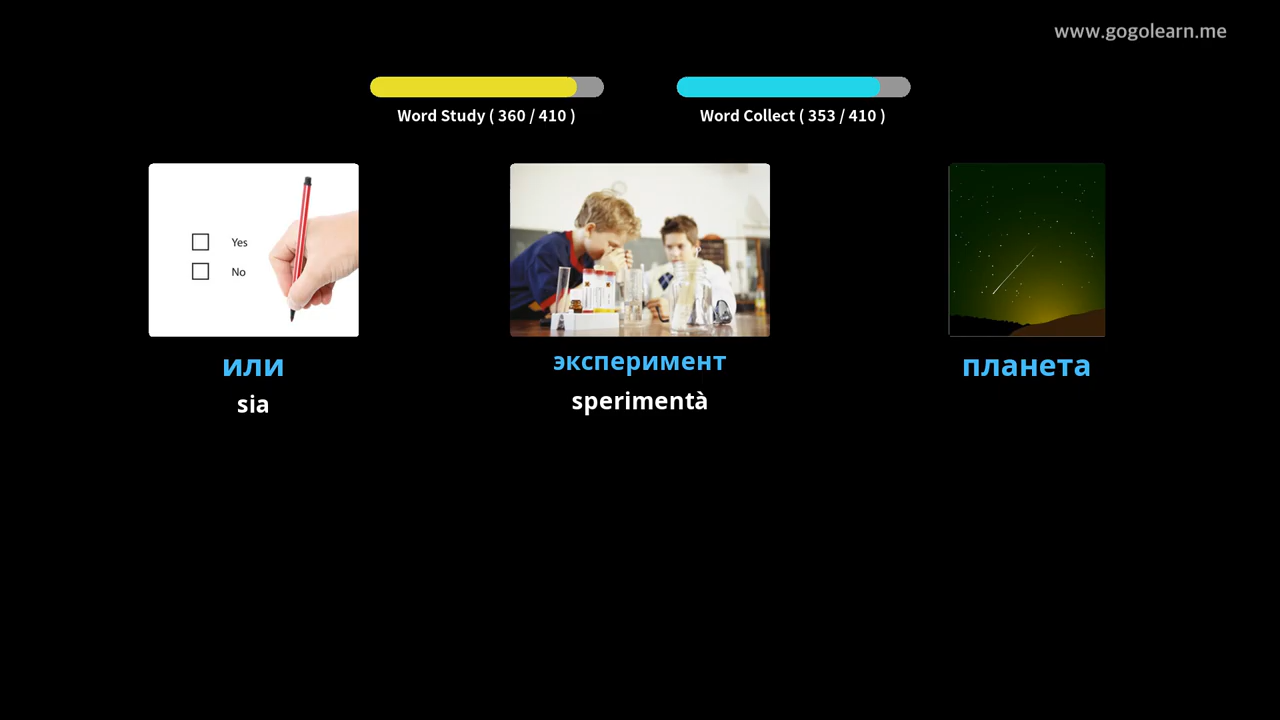 www.gogolearn.me
Word Study ( 360 / 410 )
Word Collect ( 353 / 410 )
Yes
No
или
sia
эксперимент
sperimentà
планета